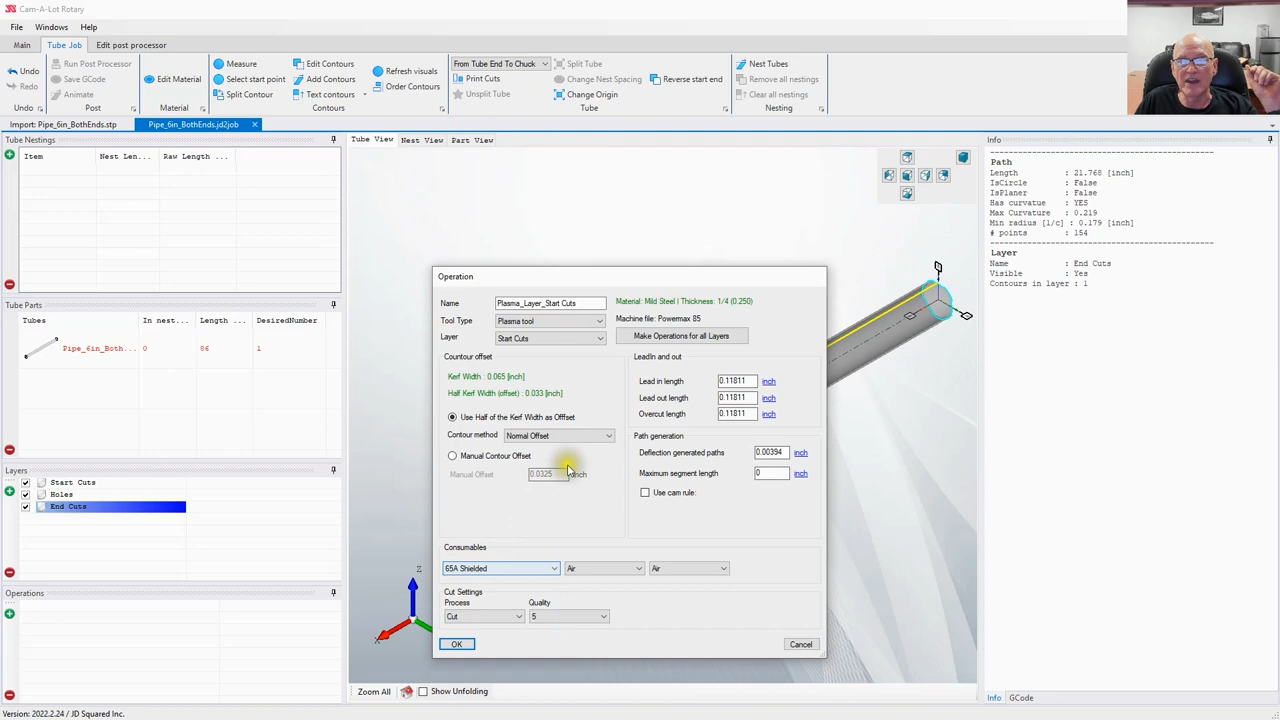 Cam-A-Lot Rotary
File Windows Help
Main Tube Job Edit post processor
Undo
Redo
Undo
Run Post Processor
Save GCode
Animate
Post
Edit Material
Material
Measure
Select start point
Split Contour
Edit Contours
Add Contours
Text contours
Refresh visuals
Order Contours
Contours
From Tube End To Chuck
Print Cuts
Unsplit Tube
Split Tube
Change Nest Spacing
Change Origin
Reverse start end
Tube
Nest Tubes
Remove all nestings
Clear all nestings
Nesting
Import: Pipe_6in_BothEnds.stp Pipe_6in_BothEnds.jd2job
Tube Nestings
Item Nest Len... Raw Length ...
Tube Parts
Tubes In nest... Length ... DesiredNumber
Pipe_6in_Both... 0 86 1
Layers
Start Cuts
Holes
End Cuts
Operations
Tube View Nest View Part View
Operation
Name Plasma_Layer_Start Cuts
Tool Type Plasma tool
Layer Start Cuts
Material: Mild Steel | Thickness: 1/4 (0.250)
Machine file: Powermax 85
Make Operations for all Layers
Countour offset
Kerf Width : 0.065 [inch]
Half Kerf Width (offset) : 0.033 [inch]
Use Half of the Kerf Width as Offfset
Contour method Normal Offset
Manual Contour Offset
Manual Offset 0.0325 inch
LeadIn and out
Lead in length 0.11811 inch
Lead out length 0.11811 inch
Overcut length 0.11811 inch
Path generation
Deflection generated paths 0.00394 inch
Maximum segment length 0 inch
Use cam rule:
Consumables
65A Shielded Air Air
Cut Settings
Process Quality
Cut 5
OK Cancel
Z
X
Zoom All Show Unfolding
Info
Path
Length : 21.768 [inch]
IsCircle : False
IsPlaner : False
Has curvatue : YES
Max Curvature : 0.219
Min radius [1/c] : 0.179 [inch]
# points : 154
Layer
Name : End Cuts
Visible : Yes
Contours in layer : 1
Info GCode
Version: 2022.2.24 / JD Squared Inc.